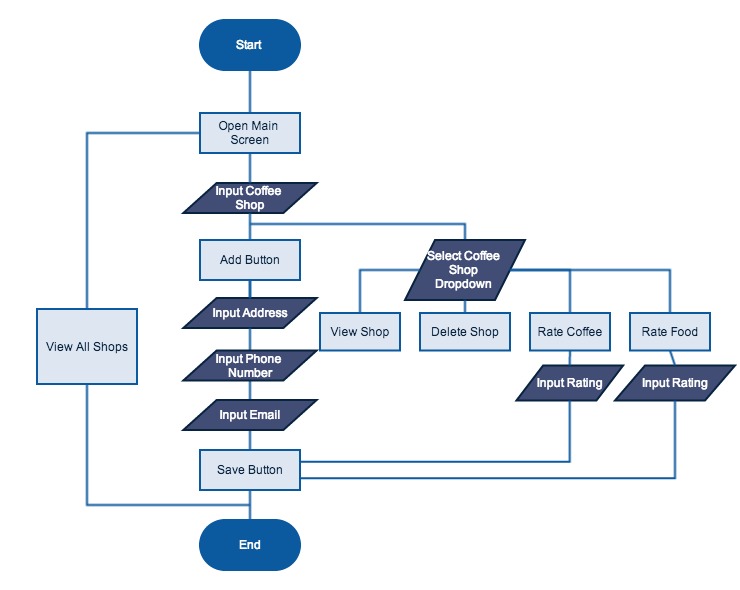 Start
Open Main
Screen
Input Coffee
Shop
Add Button
Select Coffee
Shop
Dropdown
Input Address
View Shop
Delete Shop
Rate Coffee
Rate Food
View All Shops
Input Phone
Number
Input Rating
Input Rating
Input Email
Save Button
End